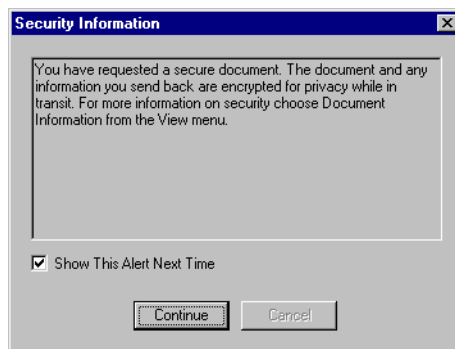 Security Information
You have requested a secure document. The document and any
information you send back are encrypted for privacy while in
transit. For more information on security choose Document
Information from the View menu.
Show This Alert Next Time
Continue Cancel